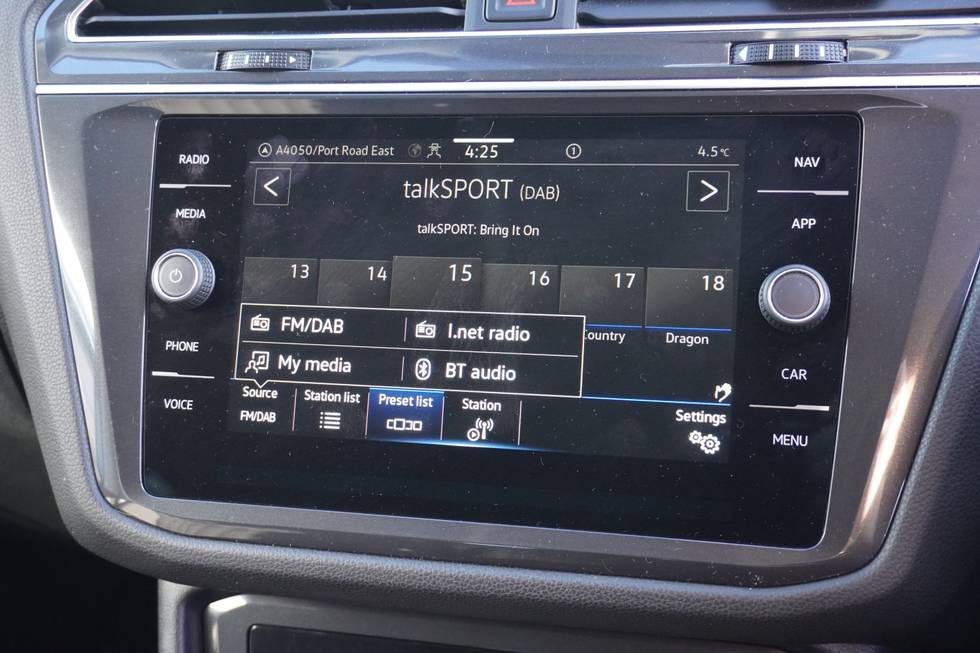 A4050/Port Road East 4:25 1 4.5°C
RADIO
MEDIA
PHONE
VOICE
talkSPORT (DAB)
talkSPORT: Bring It On
13 14 15 16 17 18
ountry Dragon
FM/DAB I.net radio
My media BT audio
Source Station list Preset list Station Settings
FM/DAB
NAV
APP
CAR
MENU